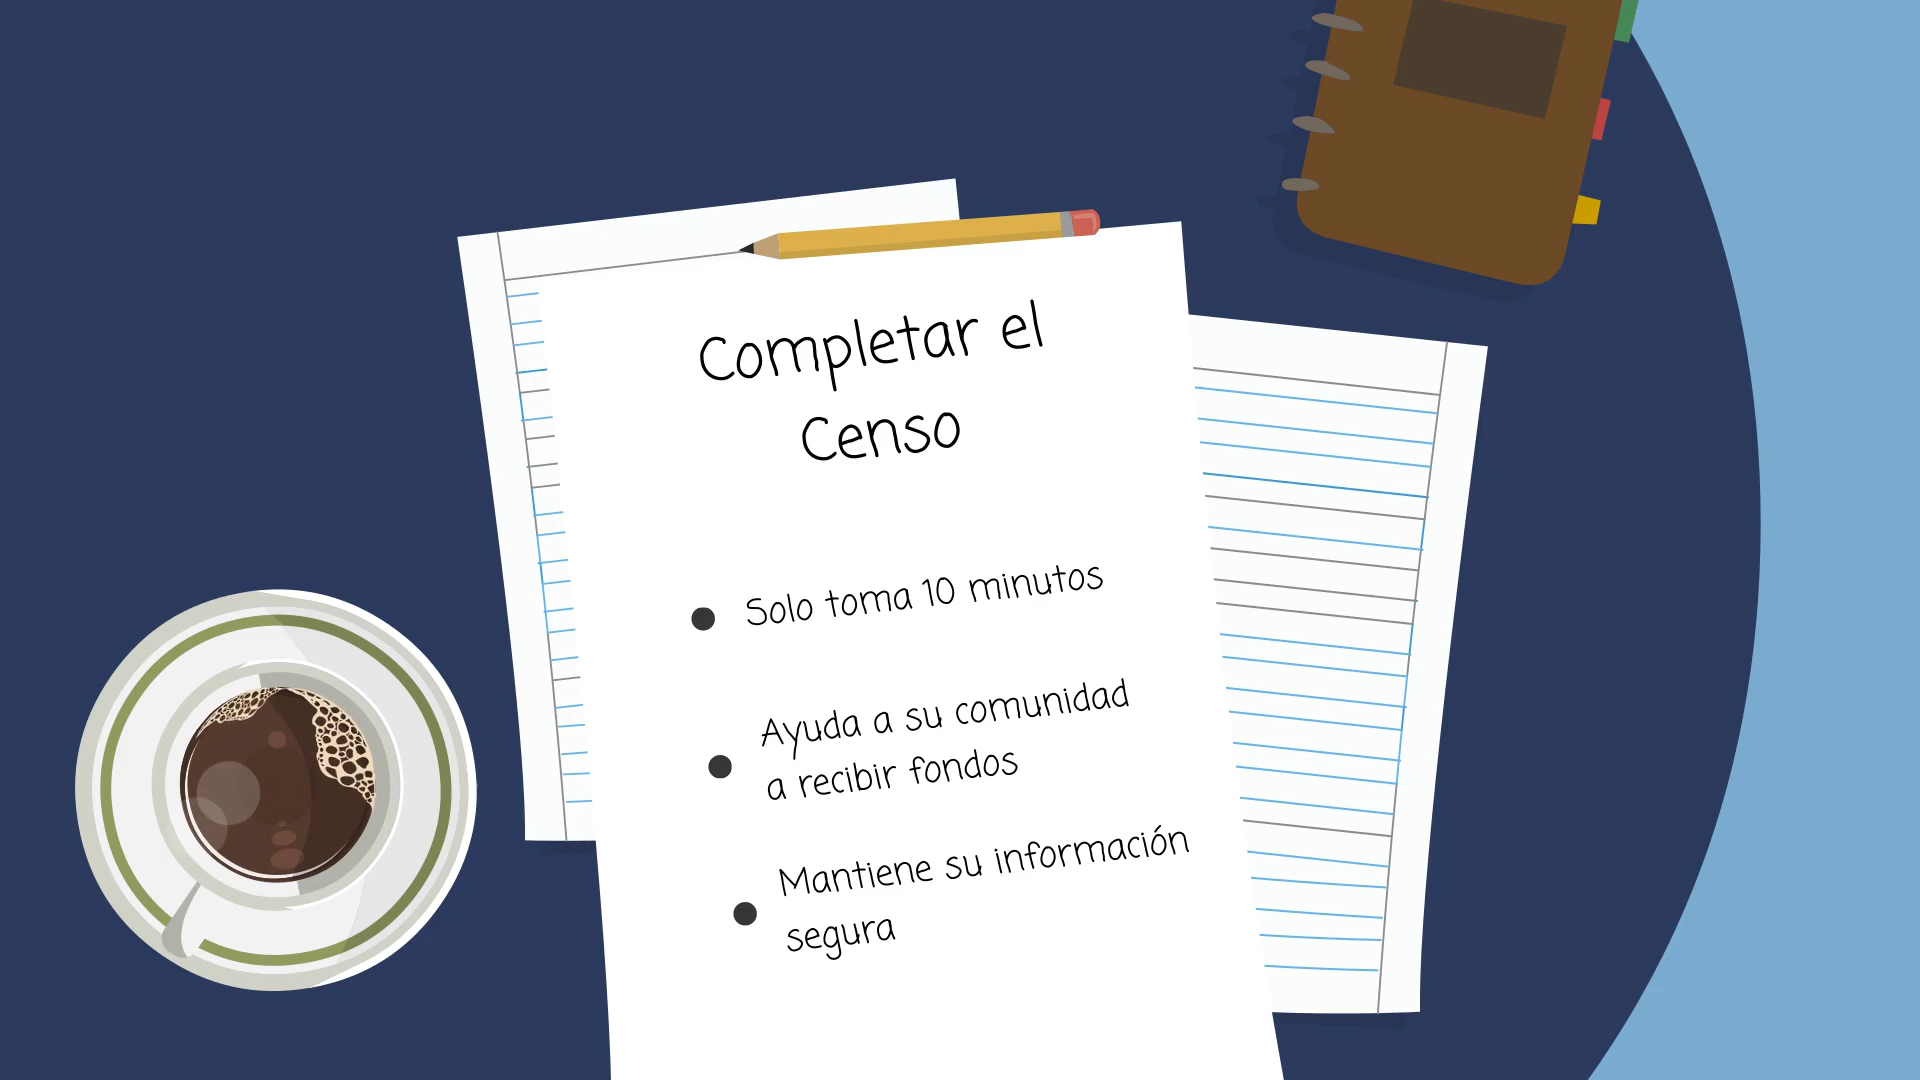 Completar el
Censo
Solo toma 10 minutos
Ayuda a su comunidad
a recibir fondos
Mantiene su información
segura